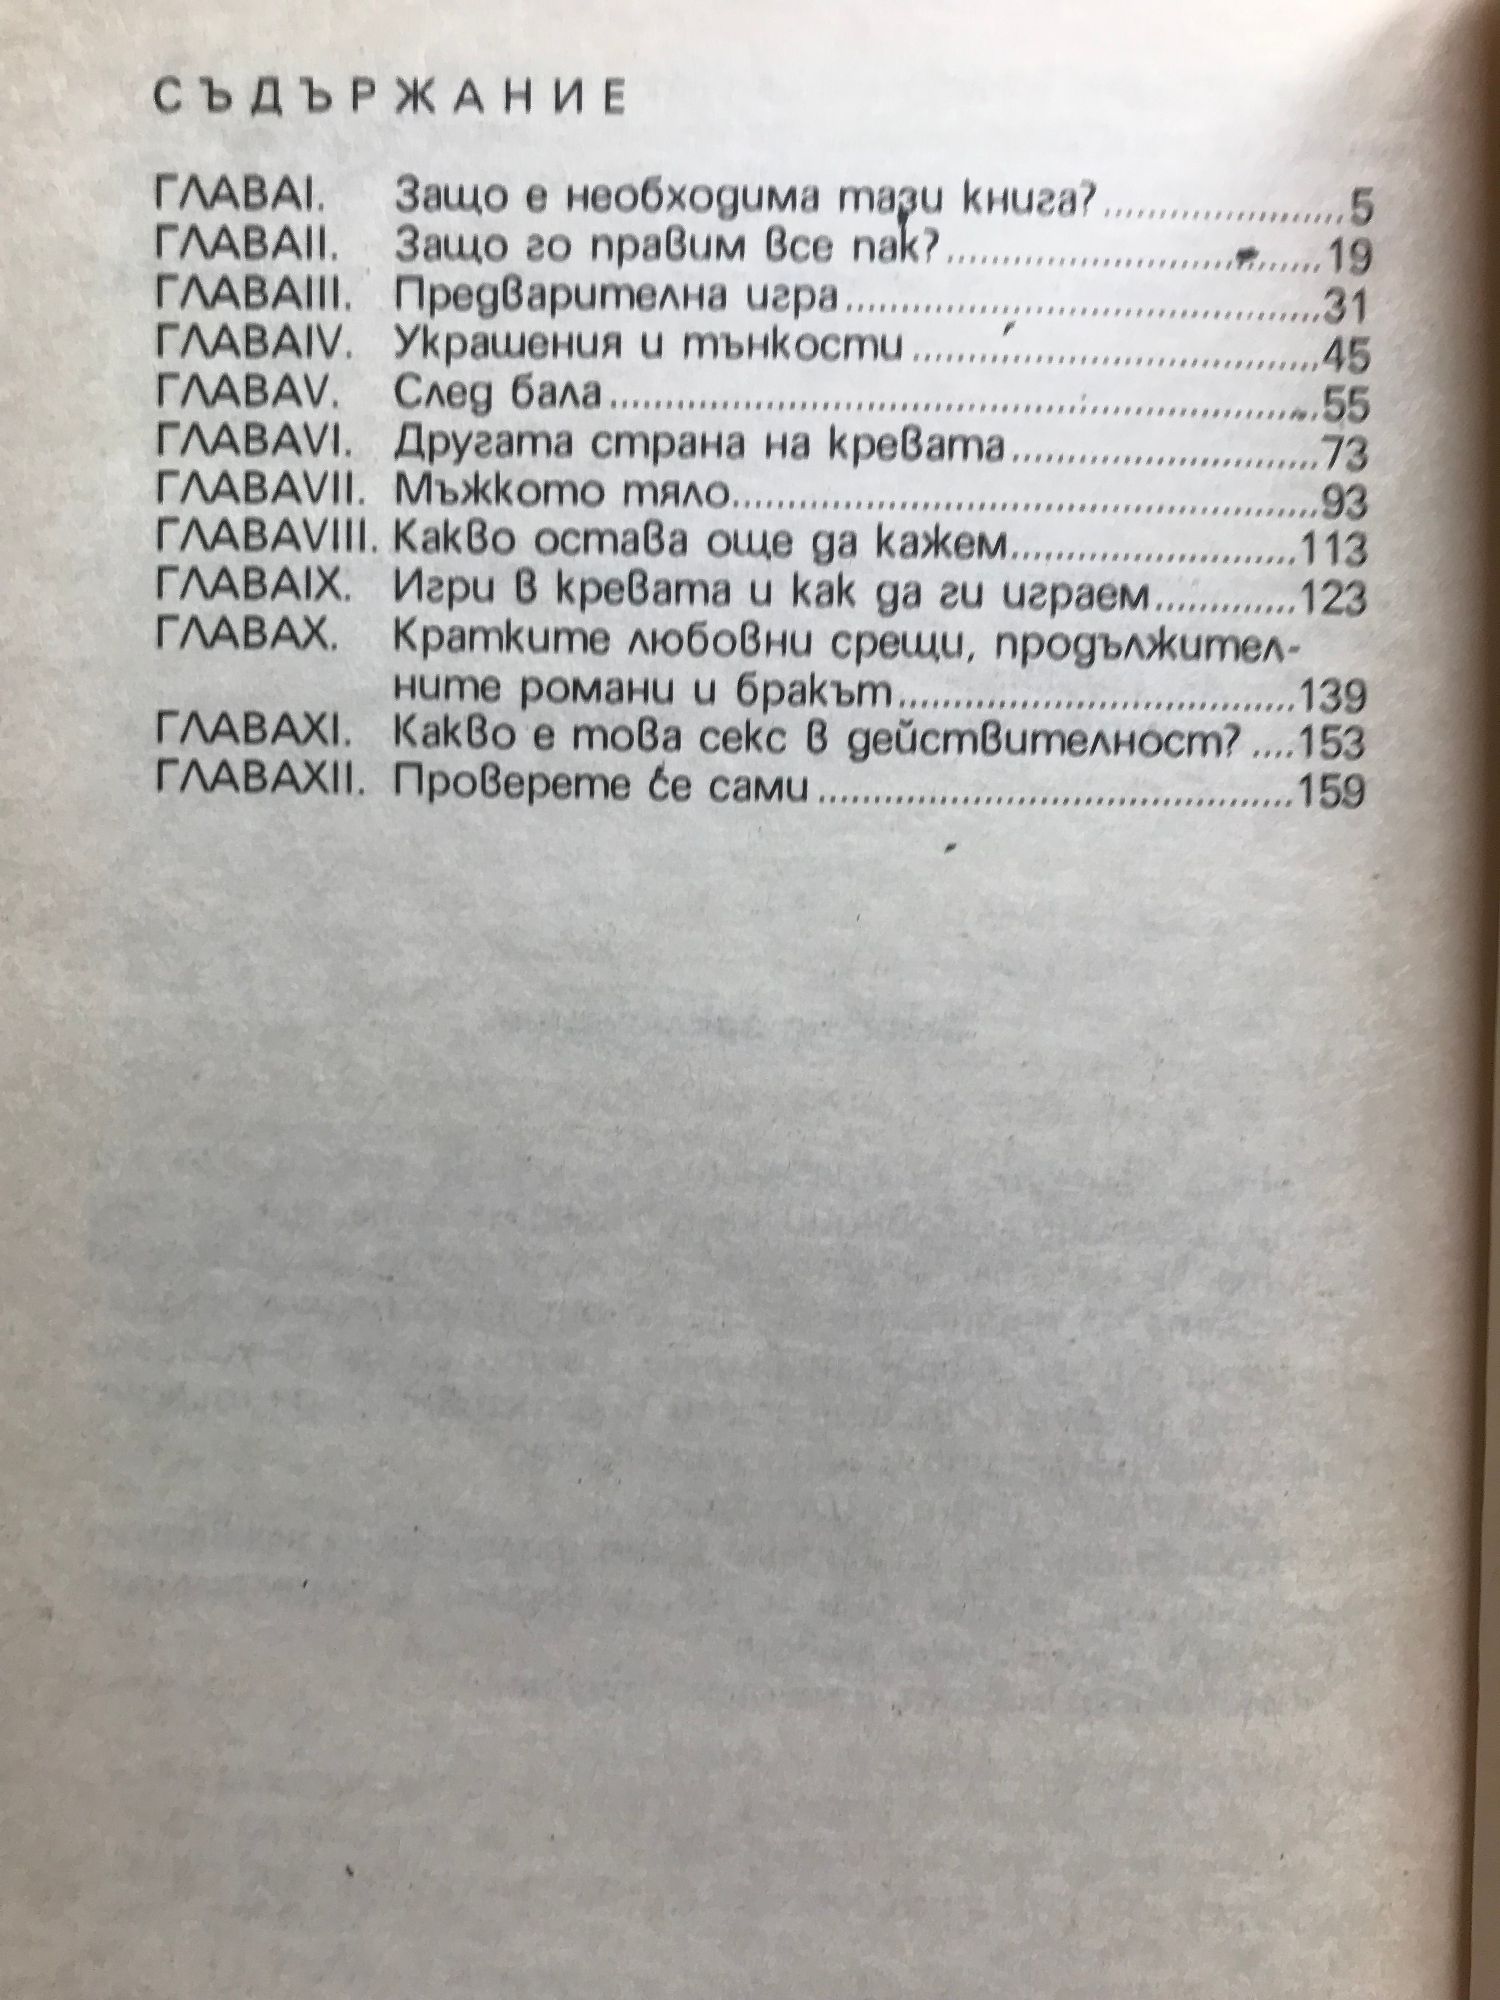 СЪДЪРЖАНИЕ
ГЛАВАI. Защо е необходима тази книга?........................5
ГЛАВАII. Защо го правим все пак?..................................19
ГЛАВАIII. Предварителна игра...........................................31
ГЛАВАIV. Украшения и тънкости.....................................45
ГЛАВАV. След бала...............................................................55
ГЛАВАVI. Другата страна на кревата............................73
ГЛАВАVII. Мъжкото тяло.....................................................93
ГЛАВАVIII. Какво остава още да кажем..........................113
ГЛАВАIX. Игри в кревата и как да ги играем.............123
ГЛАВАX. Кратките любовни срещи, продължител-
ните романи и бракът....................................139
ГЛАВАXI. Какво е това секс в действителност? ....153
ГЛАВАXII. Проверете се сами ...........................................159